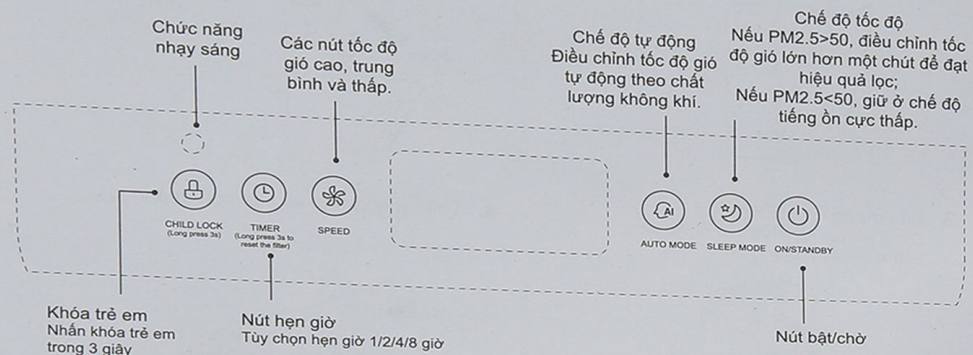 Chức năng
nhạy sáng
Các nút tốc độ
gió cao, trung
bình và thấp.
Chế độ tự động
Điều chỉnh tốc độ gió
tự động theo chất
lượng không khí.
Chế độ tốc độ
Nếu PM2.5>50, điều chỉnh tốc
độ gió lớn hơn một chút để đạt
hiệu quả lọc;
Nếu PM2.5<50, giữ ở chế độ
tiếng ồn cực thấp.
CHILD LOCK
(Long press 3s)
TIMER
(Long press 3s to
reset the filter)
SPEED
AI
AUTO MODE
SLEEP MODE
ON/STANDBY
Khóa trẻ em
Nhấn khóa trẻ em
trong 3 giây
Nút hẹn giờ
Tùy chọn hẹn giờ 1/2/4/8 giờ
Nút bật/chờ